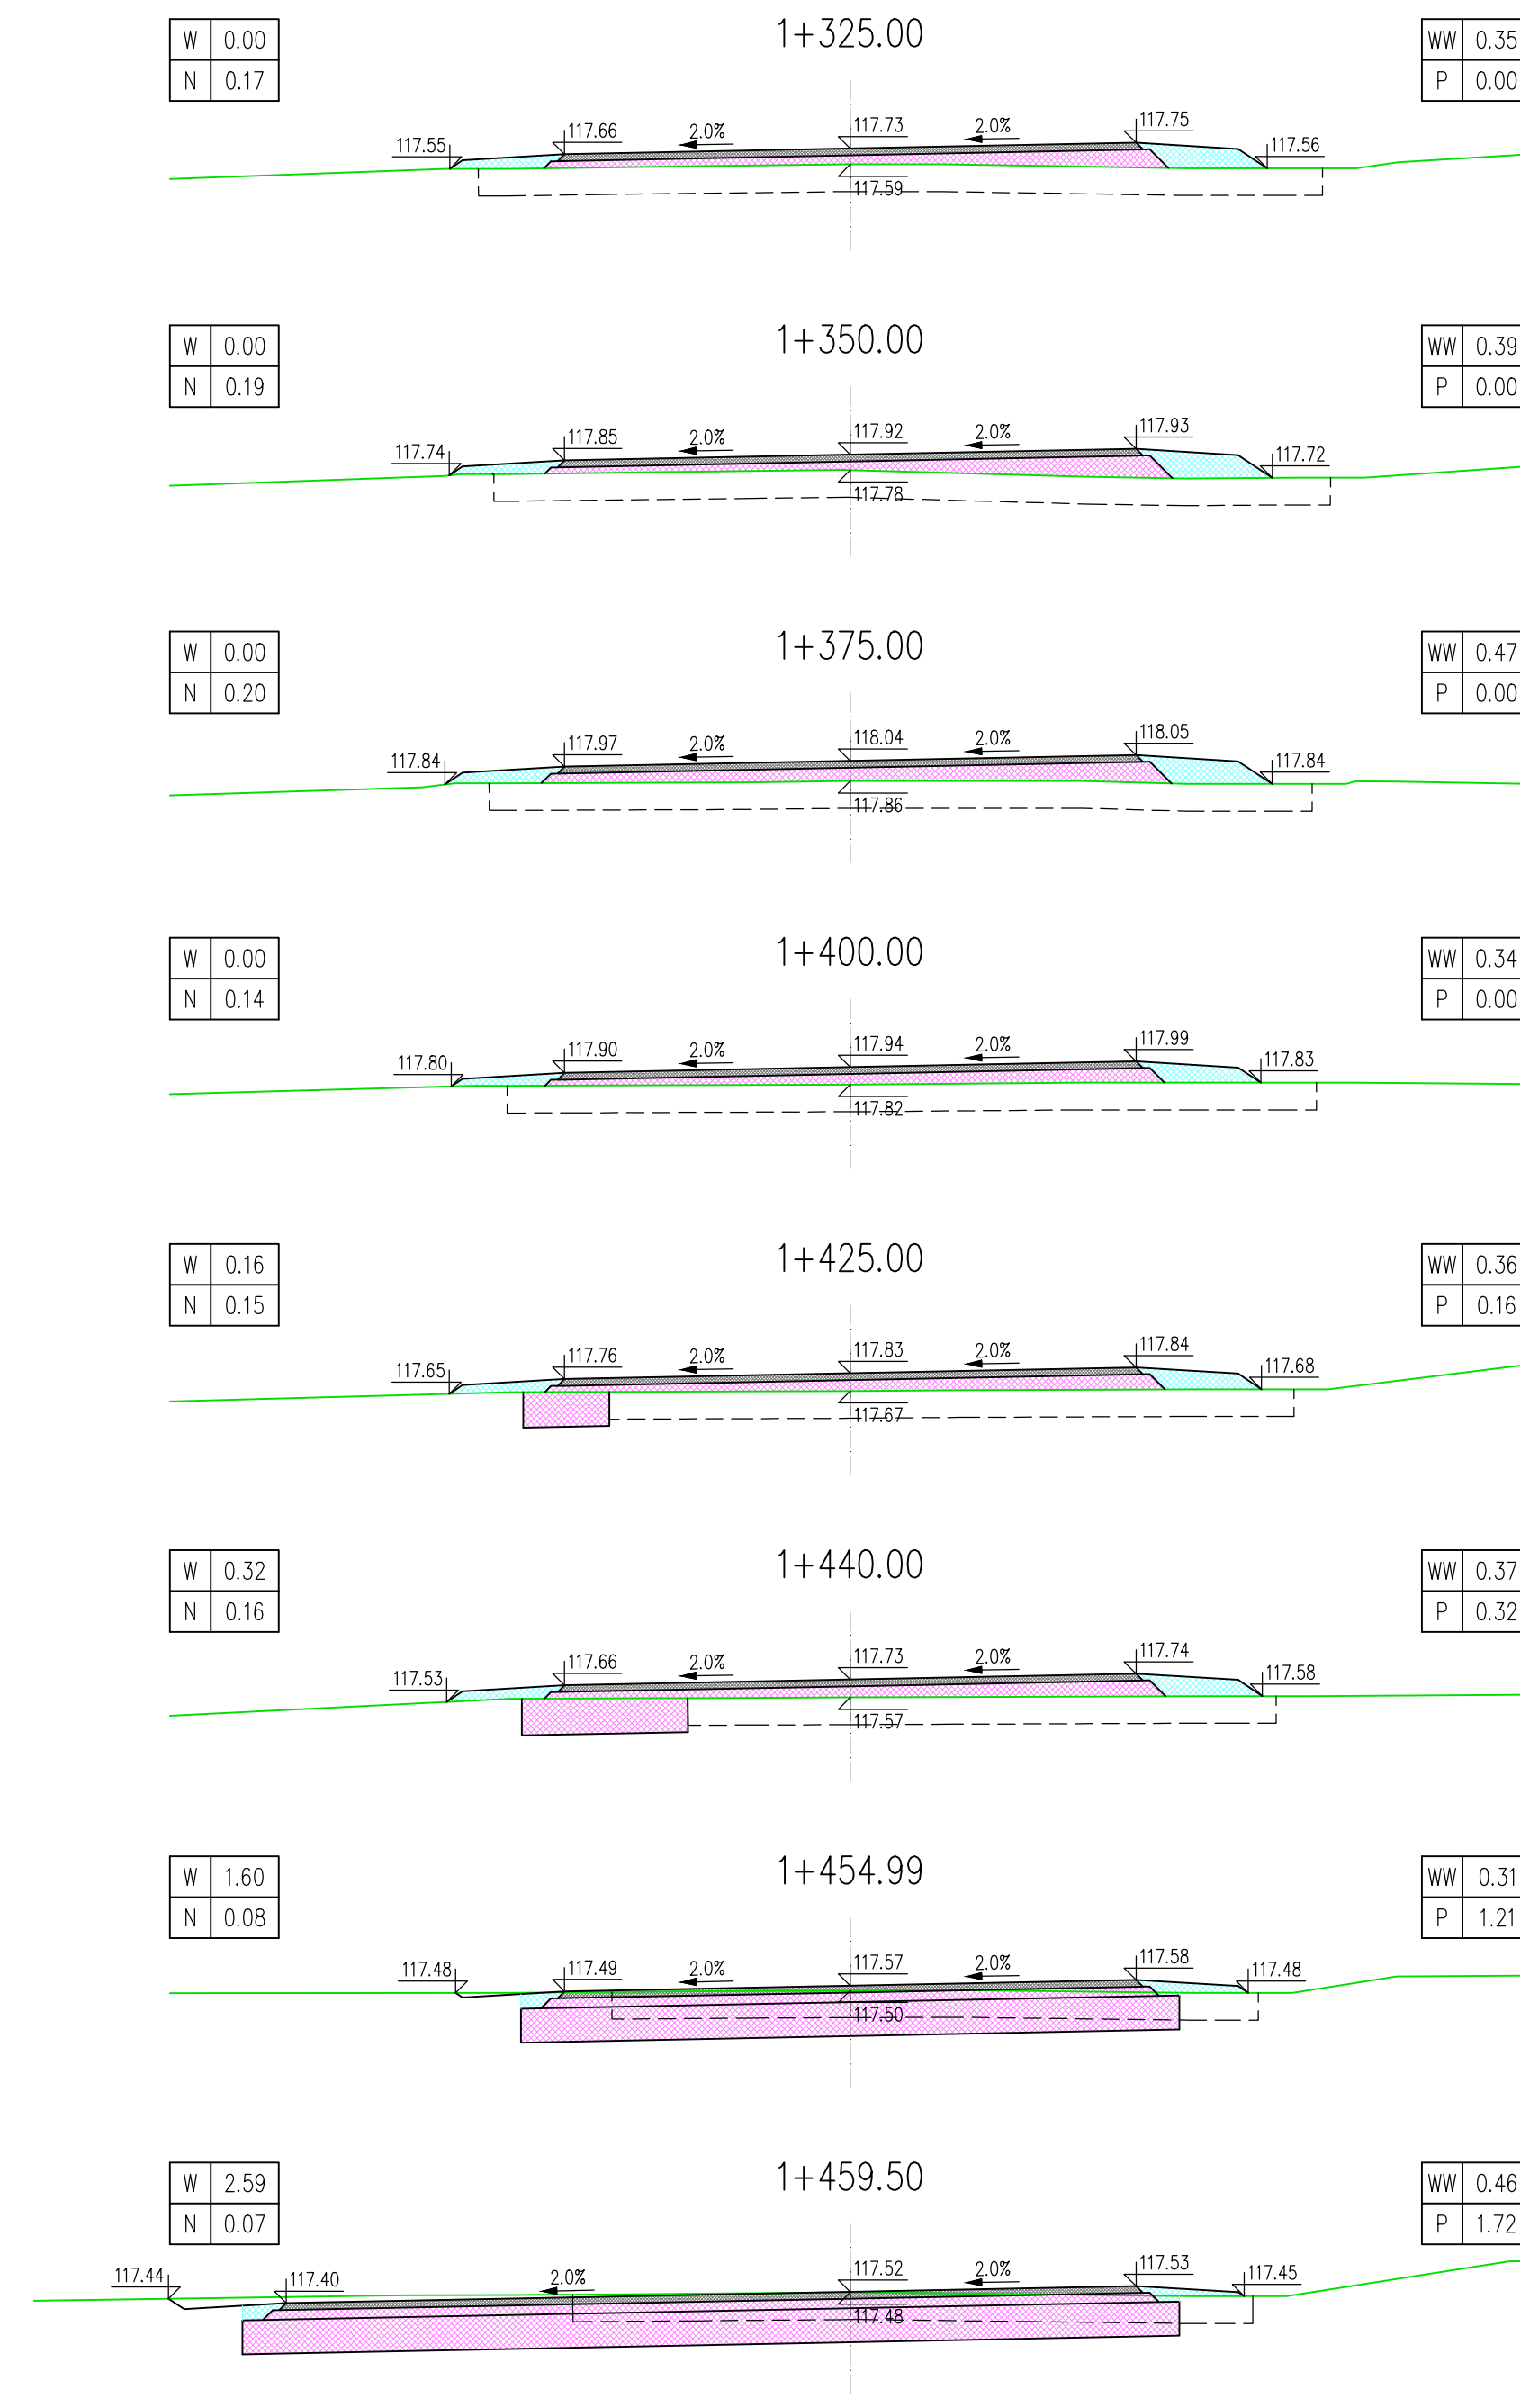 1+325.00
W 0.00
N 0.17
WW 0.35
P 0.00
117.55 117.66 2.0% 117.73 2.0% 117.75 117.56
117.59
1+350.00
W 0.00
N 0.19
WW 0.39
P 0.00
117.74 117.85 2.0% 117.92 2.0% 117.93 117.72
117.78
1+375.00
W 0.00
N 0.20
WW 0.47
P 0.00
117.84 117.97 2.0% 118.04 2.0% 118.05 117.84
117.86
1+400.00
W 0.00
N 0.14
WW 0.34
P 0.00
117.80 117.90 2.0% 117.94 2.0% 117.99 117.83
117.82
1+425.00
W 0.16
N 0.15
WW 0.36
P 0.16
117.65 117.76 2.0% 117.83 2.0% 117.84 117.68
117.67
1+440.00
W 0.32
N 0.16
WW 0.37
P 0.32
117.53 117.66 2.0% 117.73 2.0% 117.74 117.58
117.57
1+454.99
W 1.60
N 0.08
WW 0.31
P 1.21
117.48 117.49 2.0% 117.57 2.0% 117.58 117.48
117.50
1+459.50
W 2.59
N 0.07
WW 0.46
P 1.72
117.44 117.40 2.0% 117.52 2.0% 117.53 117.45
117.48